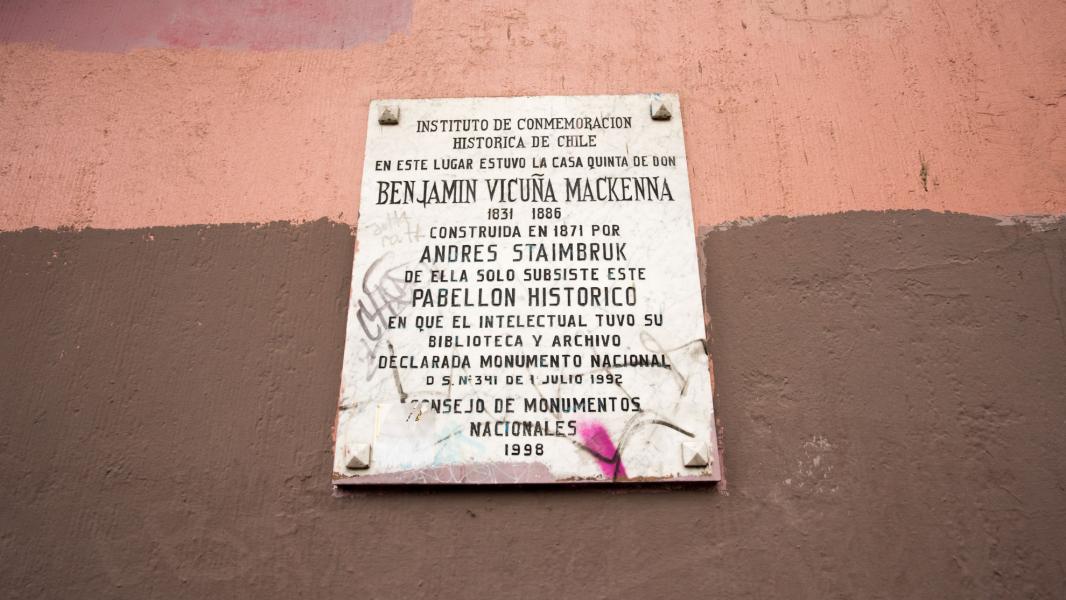 INSTITUTO DE CONMEMORACION
HISTORICA DE CHILE
EN ESTE LUGAR ESTUVO LA CASA QUINTA DE DON
BENJAMIN VICUÑA MACKENNA
1831 1886
CONSTRUIDA EN 1871 POR
ANDRES STAIMBRUK
DE ELLA SOLO SUBSISTE ESTE
PABELLON HISTORICO
EN QUE EL INTELECTUAL TUVO SU
BIBLIOTECA Y ARCHIVO
DECLARADA MONUMENTO NACIONAL
D S. Nº 341 DE 1 JULIO 1992
CONSEJO DE MONUMENTOS
NACIONALES
1998